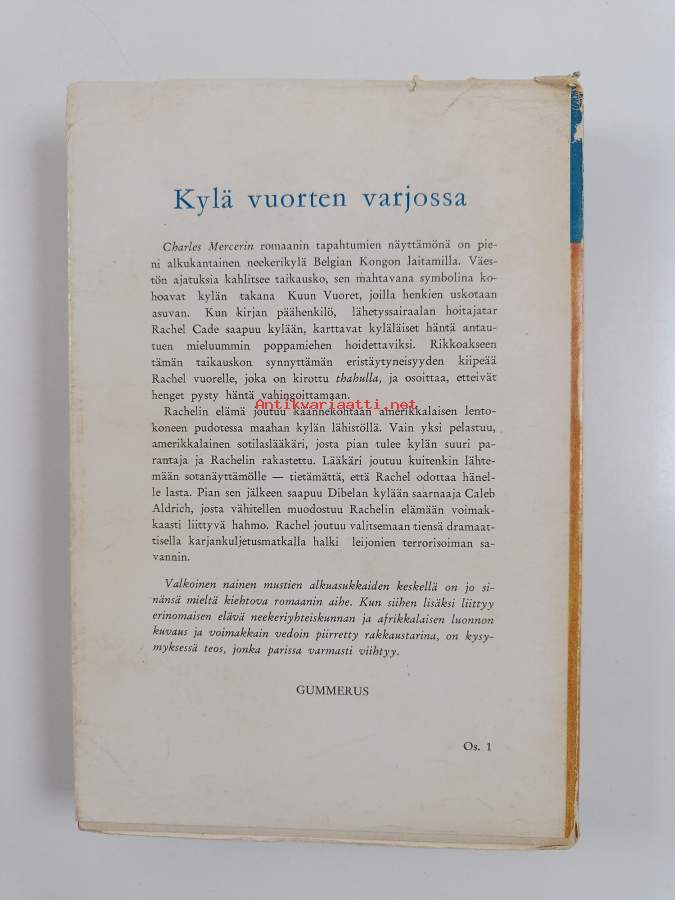 Kylä vuorten varjossa
Charles Mercerin romaanin tapahtumien näyttämönä on pie-
ni alkukantainen neekerikylä Belgian Kongon laitamilla. Väes-
tön ajatuksia kahlitsee taikausko, sen mahtavana symbolina ko-
hoavat kylän takana Kuun Vuoret, joilla henkien uskotaan
asuvan. Kun kirjan päähenkilö, lähetyssairaalan hoitajatar
Rachel Cade saapuu kylään, karttavat kyläläiset häntä antau-
tuen mieluummin poppamiehen hoidettaviksi. Rikkoakseen
tämän taikauskon synnyttämän eristäytyneisyyden kiipeää
Rachel vuorelle, joka on kirottu thahulla, ja osoittaa, etteivät
henget pysty häntä vahingoittamaan.
Antikvariaatti.net
Rachelin elämä joutuu käännekohtaan amerikkalaisen lento-
koneen pudotessa maahan kylän lähistöllä. Vain yksi pelastuu,
amerikkalainen sotilaslääkäri, josta pian tulee kylän suuri pa-
rantaja ja Rachelin rakastettu. Lääkäri joutuu kuitenkin lähte-
mään sotanäyttämölle — tietämättä, että Rachel odottaa hänel-
le lasta. Pian sen jälkeen saapuu Dibelan kylään saarnaaja Caleb
Aldrich, josta vähitellen muodostuu Rachelin elämään voimak-
kaasti liittyvä hahmo. Rachel joutuu valitsemaan tiensä dramaat-
tisella karjankuljetusmatkalla halki leijonien terrorisoiman sa-
vannin.
Valkoinen nainen mustien alkuasukkaiden keskellä on jo si-
nänsä mieltä kiehtova romaanin aihe. Kun siihen lisäksi liittyy
erinomaisen elävä neekeriyhteiskunnan ja afrikkalaisen luonnon
kuvaus ja voimakkain vedoin piirretty rakkaustarina, on kysy-
myksessä teos, jonka parissa varmasti viihtyy.
GUMMERUS
Os. 1